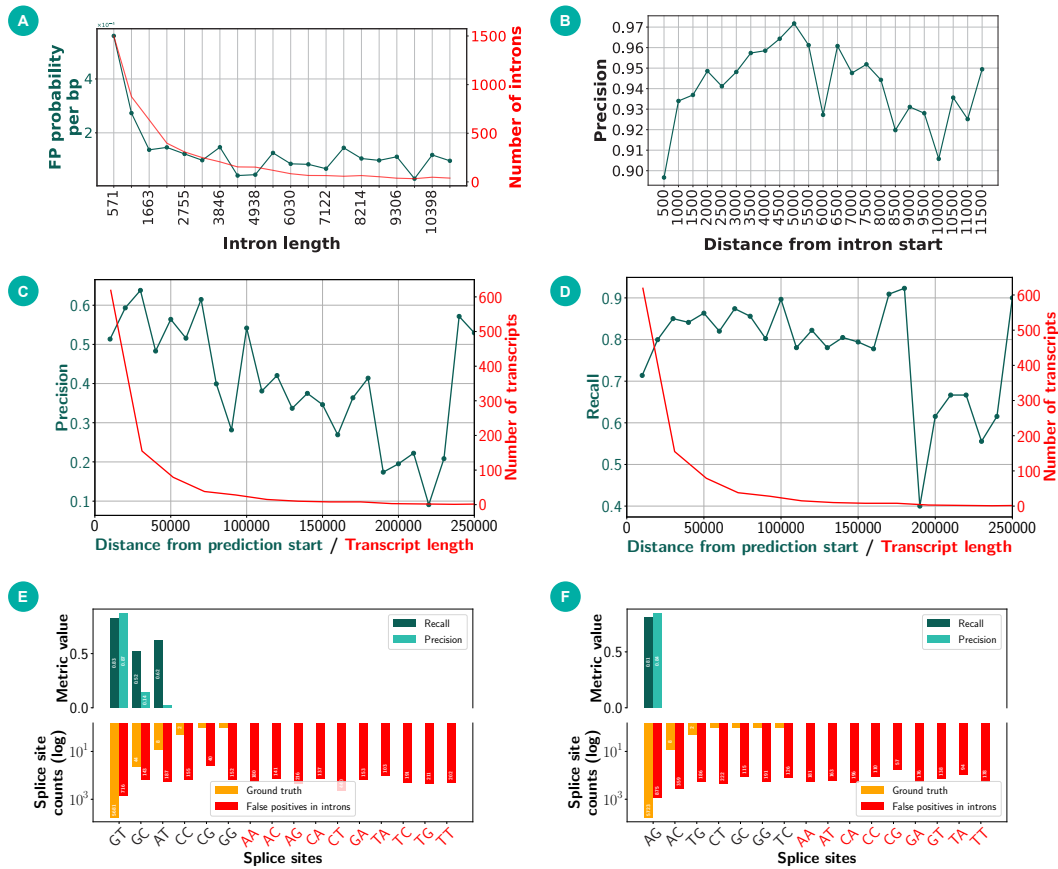 A
×10⁻⁴
FP probability
per bp
4
2
1500
1000
500
0
Number of introns
571
1663
2755
3846
4938
6030
7122
8214
9306
10398
Intron length
B
Precision
0.97
0.96
0.95
0.94
0.93
0.92
0.91
0.90
500
1000
1500
2000
2500
3000
3500
4000
4500
5000
5500
6000
6500
7000
7500
8000
8500
9000
9500
10000
10500
11000
11500
Distance from intron start
C
Precision
0.6
0.5
0.4
0.3
0.2
0.1
600
500
400
300
200
100
0
Number of transcripts
0 50000 100000 150000 200000 250000
Distance from prediction start / Transcript length
D
Recall
0.9
0.8
0.7
0.6
0.5
0.4
600
500
400
300
200
100
0
Number of transcripts
0 50000 100000 150000 200000 250000
Distance from prediction start / Transcript length
E
Metric value
0.5
0.0
Recall
Precision
0.83
0.52
0.14
0.62
Splice site
counts (log)
10¹
10³
Ground truth
False positives in introns
GT GC AT CC CG GG AA AC AG CA CT GA TA TC TG TT
Splice sites
F
Metric value
0.5
0.0
Recall
Precision
0.81
Splice site
counts (log)
10¹
10³
Ground truth
False positives in introns
AG AC TG CT GC GG TC AA AT CA CC CG GA GT TA TT
Splice sites